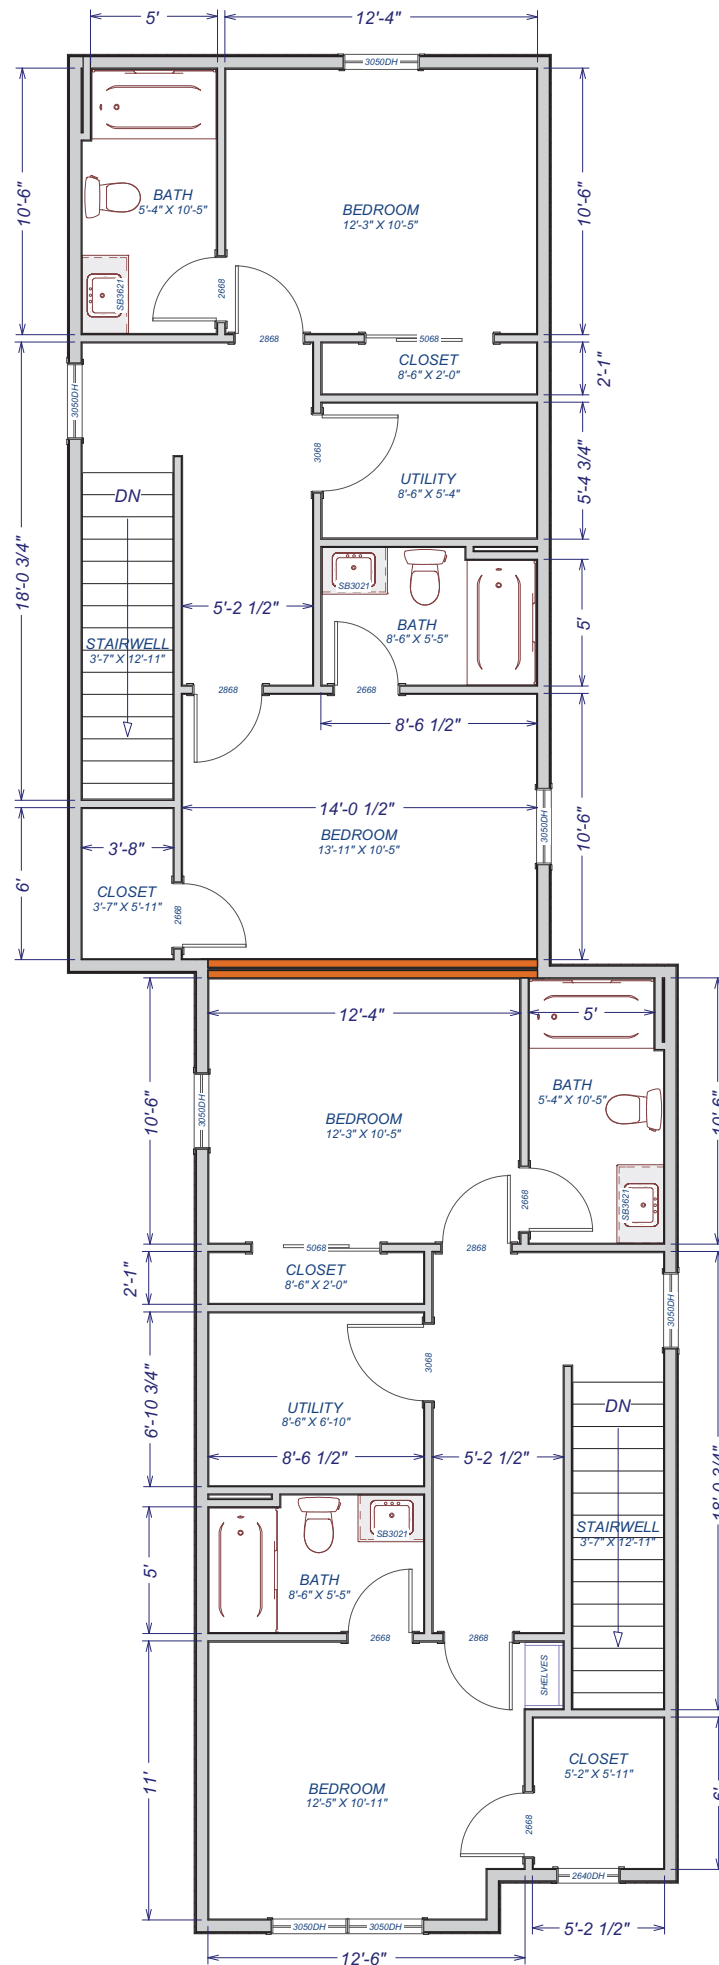 5'
12'-4"
3050DH
10'-6"
BATH
5'-4" X 10'-5"
BEDROOM
12'-3" X 10'-5"
10'-6"
SB3621
2668
2868
5068
CLOSET
8'-6" X 2'-0"
2'-1"
3050DH
3068
UTILITY
8'-6" X 5'-4"
5'-4 3/4"
DN
18'-0 3/4"
SB3021
5'-2 1/2"
BATH
8'-6" X 5'-5"
5'
STAIRWELL
3'-7" X 12'-11"
2868
2668
8'-6 1/2"
14'-0 1/2"
BEDROOM
13'-11" X 10'-5"
3050DH
10'-6"
3'-8"
CLOSET
3'-7" X 5'-11"
6'
2668
12'-4"
5'
BATH
5'-4" X 10'-5"
BEDROOM
12'-3" X 10'-5"
3050DH
10'-6"
10'-6"
SB3621
2668
5068
2868
CLOSET
8'-6" X 2'-0"
2'-1"
3050DH
3068
6'-10 3/4"
UTILITY
8'-6" X 6'-10"
DN
8'-6 1/2"
5'-2 1/2"
18'-0 3/4"
SB3021
STAIRWELL
3'-7" X 12'-11"
5'
BATH
8'-6" X 5'-5"
2668
2868
SHELVES
CLOSET
5'-2" X 5'-11"
11'
BEDROOM
12'-5" X 10'-11"
6'
2668
2640DH
3050DH
3050DH
5'-2 1/2"
12'-6"